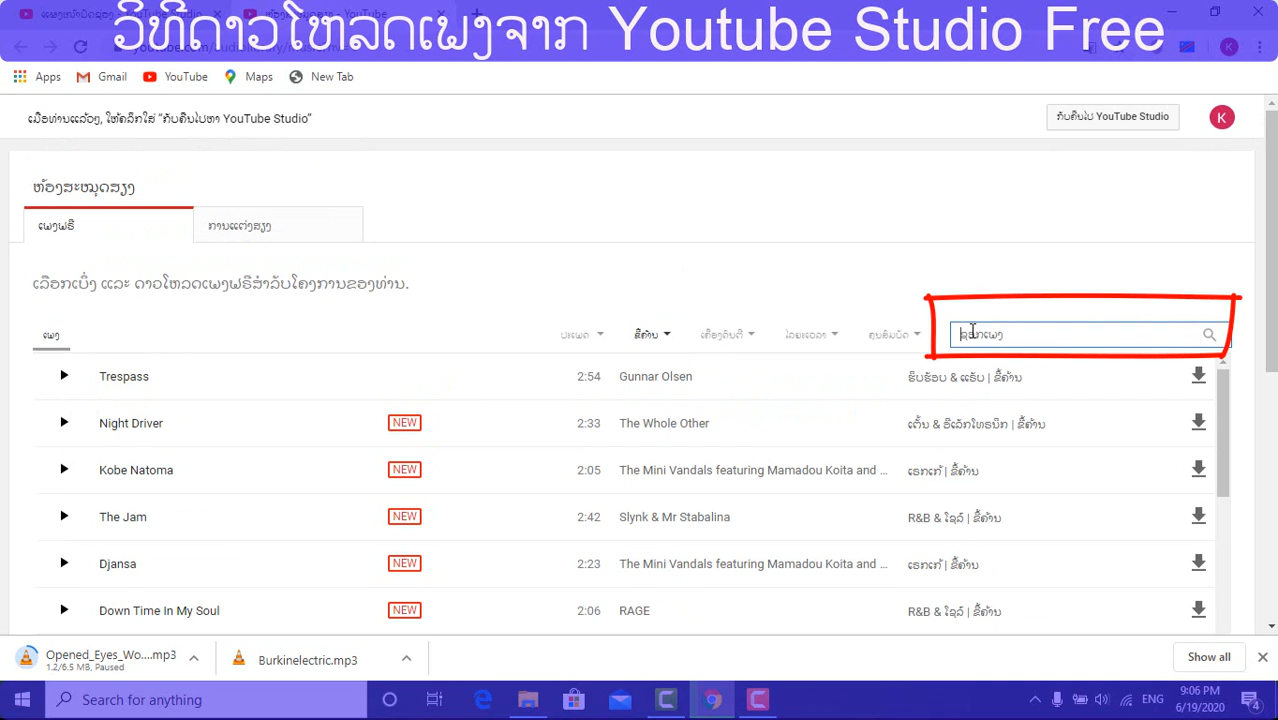 ວິທີດາວໂຫລດເພງຈາກ Youtube Studio Free
Apps Gmail YouTube Maps New Tab
ເມື່ອທ່ານແລ້ວໆ, ໃຫ້ຄລິກໃສ່ "ກັບຄືນໄປຫາ YouTube Studio"
ກັບຄືນໄປ YouTube Studio
K
ຫ້ອງສະໝຸດສຽງ
ເພງຟຣີ ການແຕ່ງສຽງ
ເລືອກເບິ່ງ ແລະ ດາວໂຫລດເພງຟຣີສຳລັບໂຄງການຂອງທ່ານ.
ເພງ ປະເພດ ຂີ້ຄ້ານ ເຄື່ອງດົນຕີ ໄລຍະເວລາ ຄຸນສົມບັດ ຊອກເພງ
Trespass 2:54 Gunnar Olsen ຮິບຮັອບ & ແຣັບ | ຂີ້ຄ້ານ
Night Driver NEW 2:33 The Whole Other ເຕັ້ນ & ອີເລັກໂທຣນິກ | ຂີ້ຄ້ານ
Kobe Natoma NEW 2:05 The Mini Vandals featuring Mamadou Koita and ... ເຣກເກ້ | ຂີ້ຄ້ານ
The Jam NEW 2:42 Slynk & Mr Stabalina R&B & ໂຊລ໌ | ຂີ້ຄ້ານ
Djansa NEW 2:23 The Mini Vandals featuring Mamadou Koita and ... ເຣກເກ້ | ຂີ້ຄ້ານ
Down Time In My Soul NEW 2:06 RAGE R&B & ໂຊລ໌ | ຂີ້ຄ້ານ
Opened_Eyes_Wo....mp3
1.2/6.5 MB, Paused
Burkinelectric.mp3
Show all
Search for anything
ENG
9:06 PM
6/19/2020
4